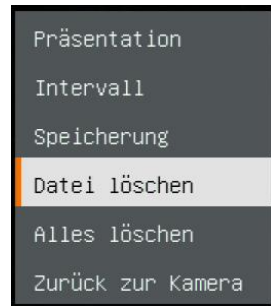 Präsentation
Intervall
Speicherung
Datei löschen
Alles löschen
Zurück zur Kamera